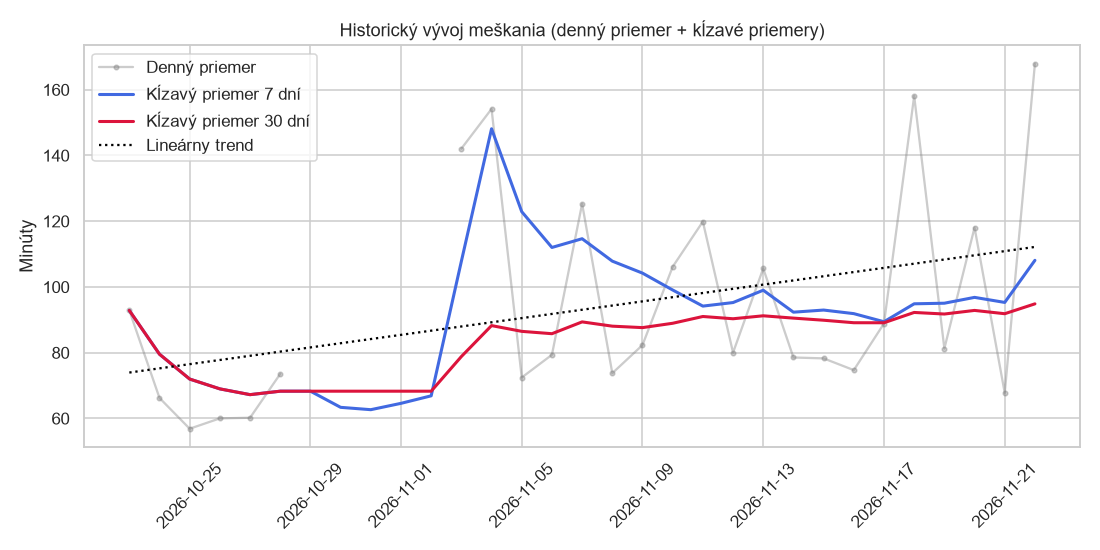 Historický vývoj meškania (denný priemer + kĺzavé priemery)
Denný priemer
Kĺzavý priemer 7 dní
Kĺzavý priemer 30 dní
Lineárny trend
Minúty
160
140
120
100
80
60
2026-10-25
2026-10-29
2026-11-01
2026-11-05
2026-11-09
2026-11-13
2026-11-17
2026-11-21